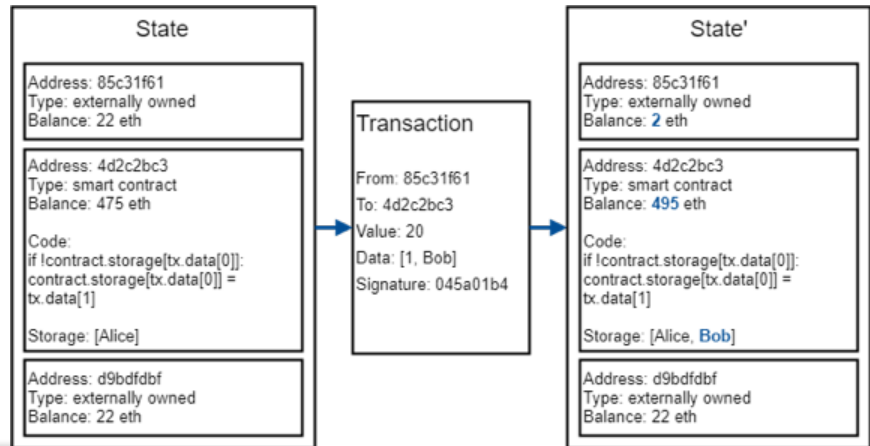 State
Address: 85c31f61
Type: externally owned
Balance: 22 eth
Address: 4d2c2bc3
Type: smart contract
Balance: 475 eth
Code:
if !contract.storage[tx.data[0]]:
contract.storage[tx.data[0]] =
tx.data[1]
Storage: [Alice]
Address: d9bdfdbf
Type: externally owned
Balance: 22 eth
Transaction
From: 85c31f61
To: 4d2c2bc3
Value: 20
Data: [1, Bob]
Signature: 045a01b4
State'
Address: 85c31f61
Type: externally owned
Balance: 2 eth
Address: 4d2c2bc3
Type: smart contract
Balance: 495 eth
Code:
if !contract.storage[tx.data[0]]:
contract.storage[tx.data[0]] =
tx.data[1]
Storage: [Alice, Bob]
Address: d9bdfdbf
Type: externally owned
Balance: 22 eth